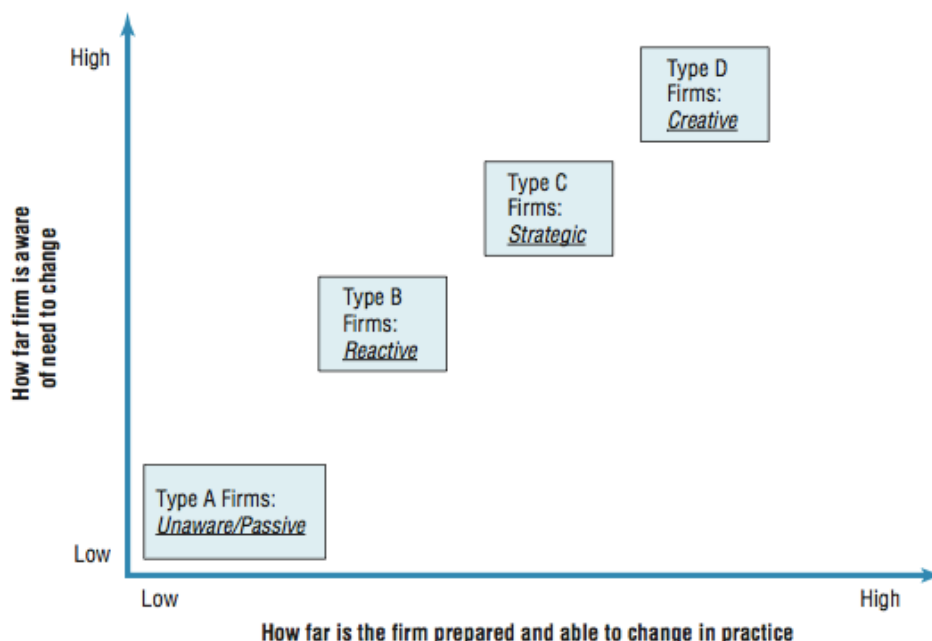 High
Type D
Firms:
Creative
Type C
Firms:
Strategic
How far firm is aware
of need to change
Type B
Firms:
Reactive
Type A Firms:
Unaware/Passive
Low
Low
High
How far is the firm prepared and able to change in practice